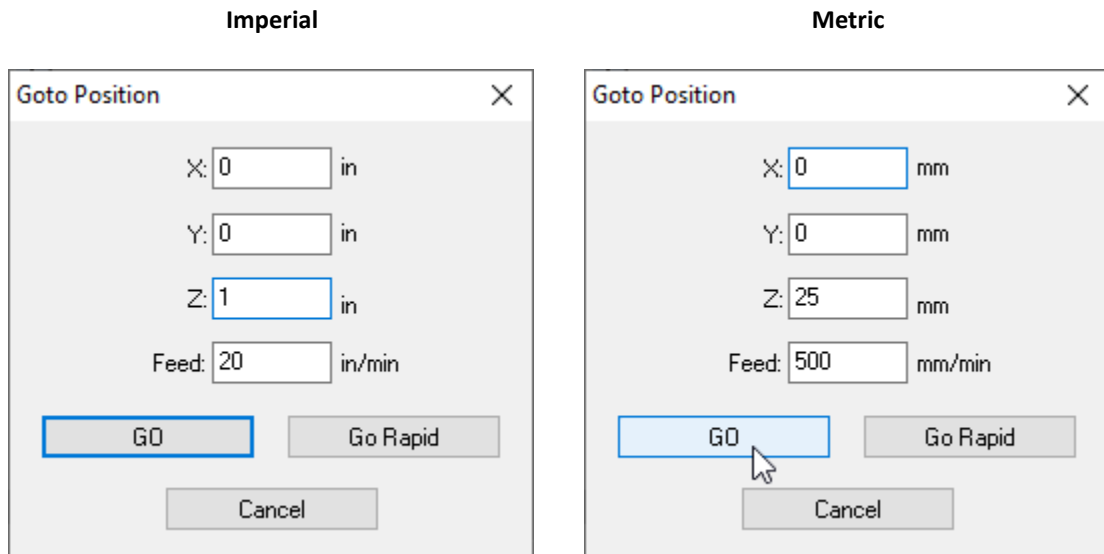 Imperial
Metric
Goto Position
X: 0 in
Y: 0 in
Z: 1 in
Feed: 20 in/min
GO Go Rapid
Cancel
Goto Position
X: 0 mm
Y: 0 mm
Z: 25 mm
Feed: 500 mm/min
GO Go Rapid
Cancel